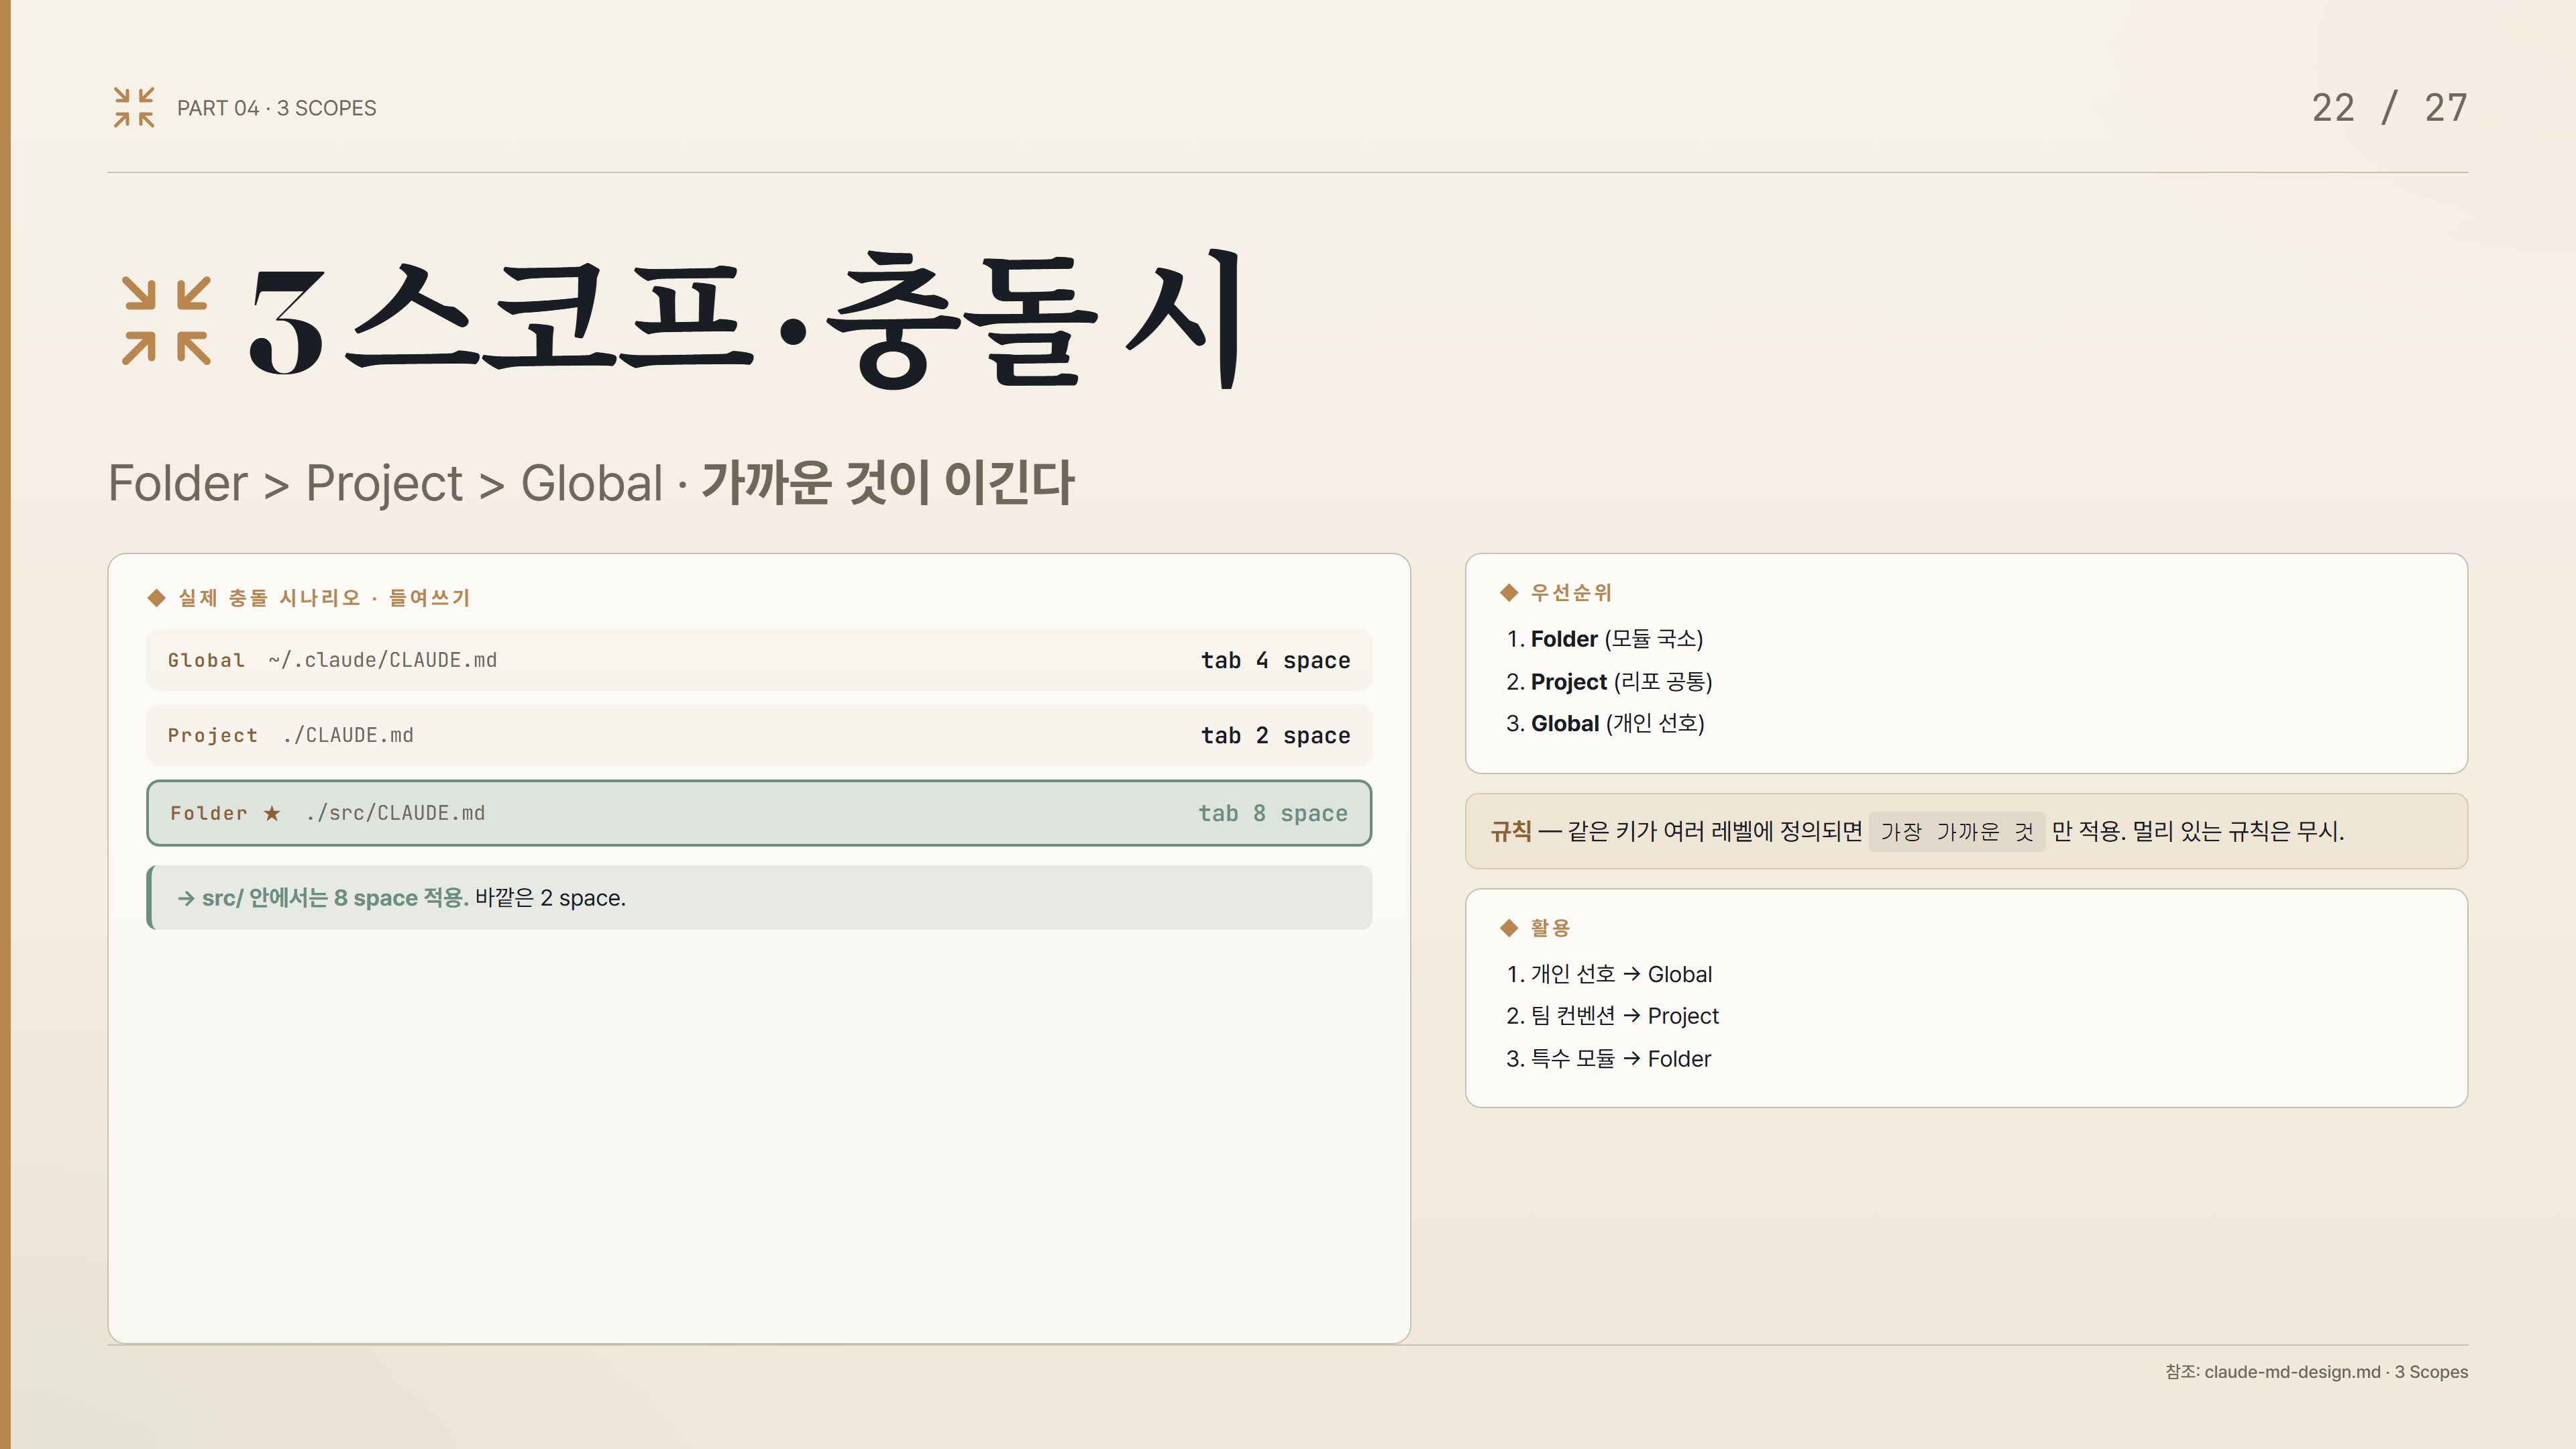 PART 04 · 3 SCOPES
22 / 27
3 스코프 · 충돌 시
Folder > Project > Global · 가까운 것이 이긴다
◆ 실제 충돌 시나리오 · 들여쓰기
Global ~/.claude/CLAUDE.md tab 4 space
Project ./CLAUDE.md tab 2 space
Folder ★ ./src/CLAUDE.md tab 8 space
→ src/ 안에서는 8 space 적용. 바깥은 2 space.
◆ 우선순위
1. Folder (모듈 국소)
2. Project (리포 공통)
3. Global (개인 선호)
규칙 — 같은 키가 여러 레벨에 정의되면 가장 가까운 것 만 적용. 멀리 있는 규칙은 무시.
◆ 활용
1. 개인 선호 → Global
2. 팀 컨벤션 → Project
3. 특수 모듈 → Folder
참조: claude-md-design.md · 3 Scopes